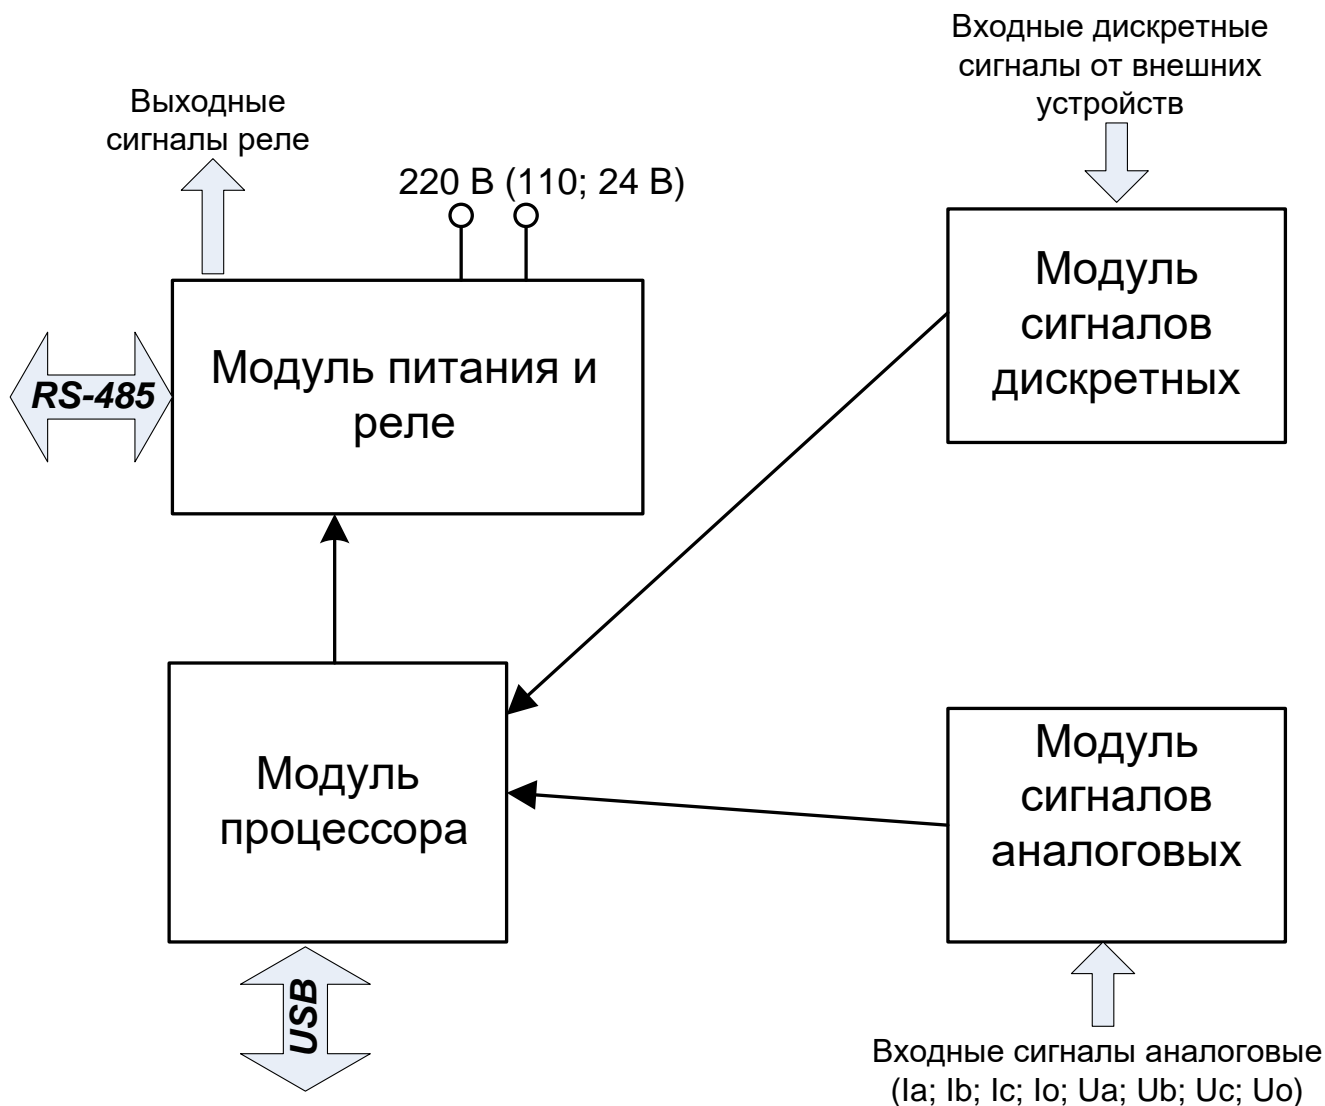 Входные дискретные
сигналы от внешних
устройств
Выходные
сигналы реле
220 В (110; 24 В)
Модуль
сигналов
дискретных
Модуль питания и
реле
RS-485
Модуль
процессора
Модуль
сигналов
аналоговых
USB
Входные сигналы аналоговые
(Ia; Ib; Ic; Io; Ua; Ub; Uc; Uo)